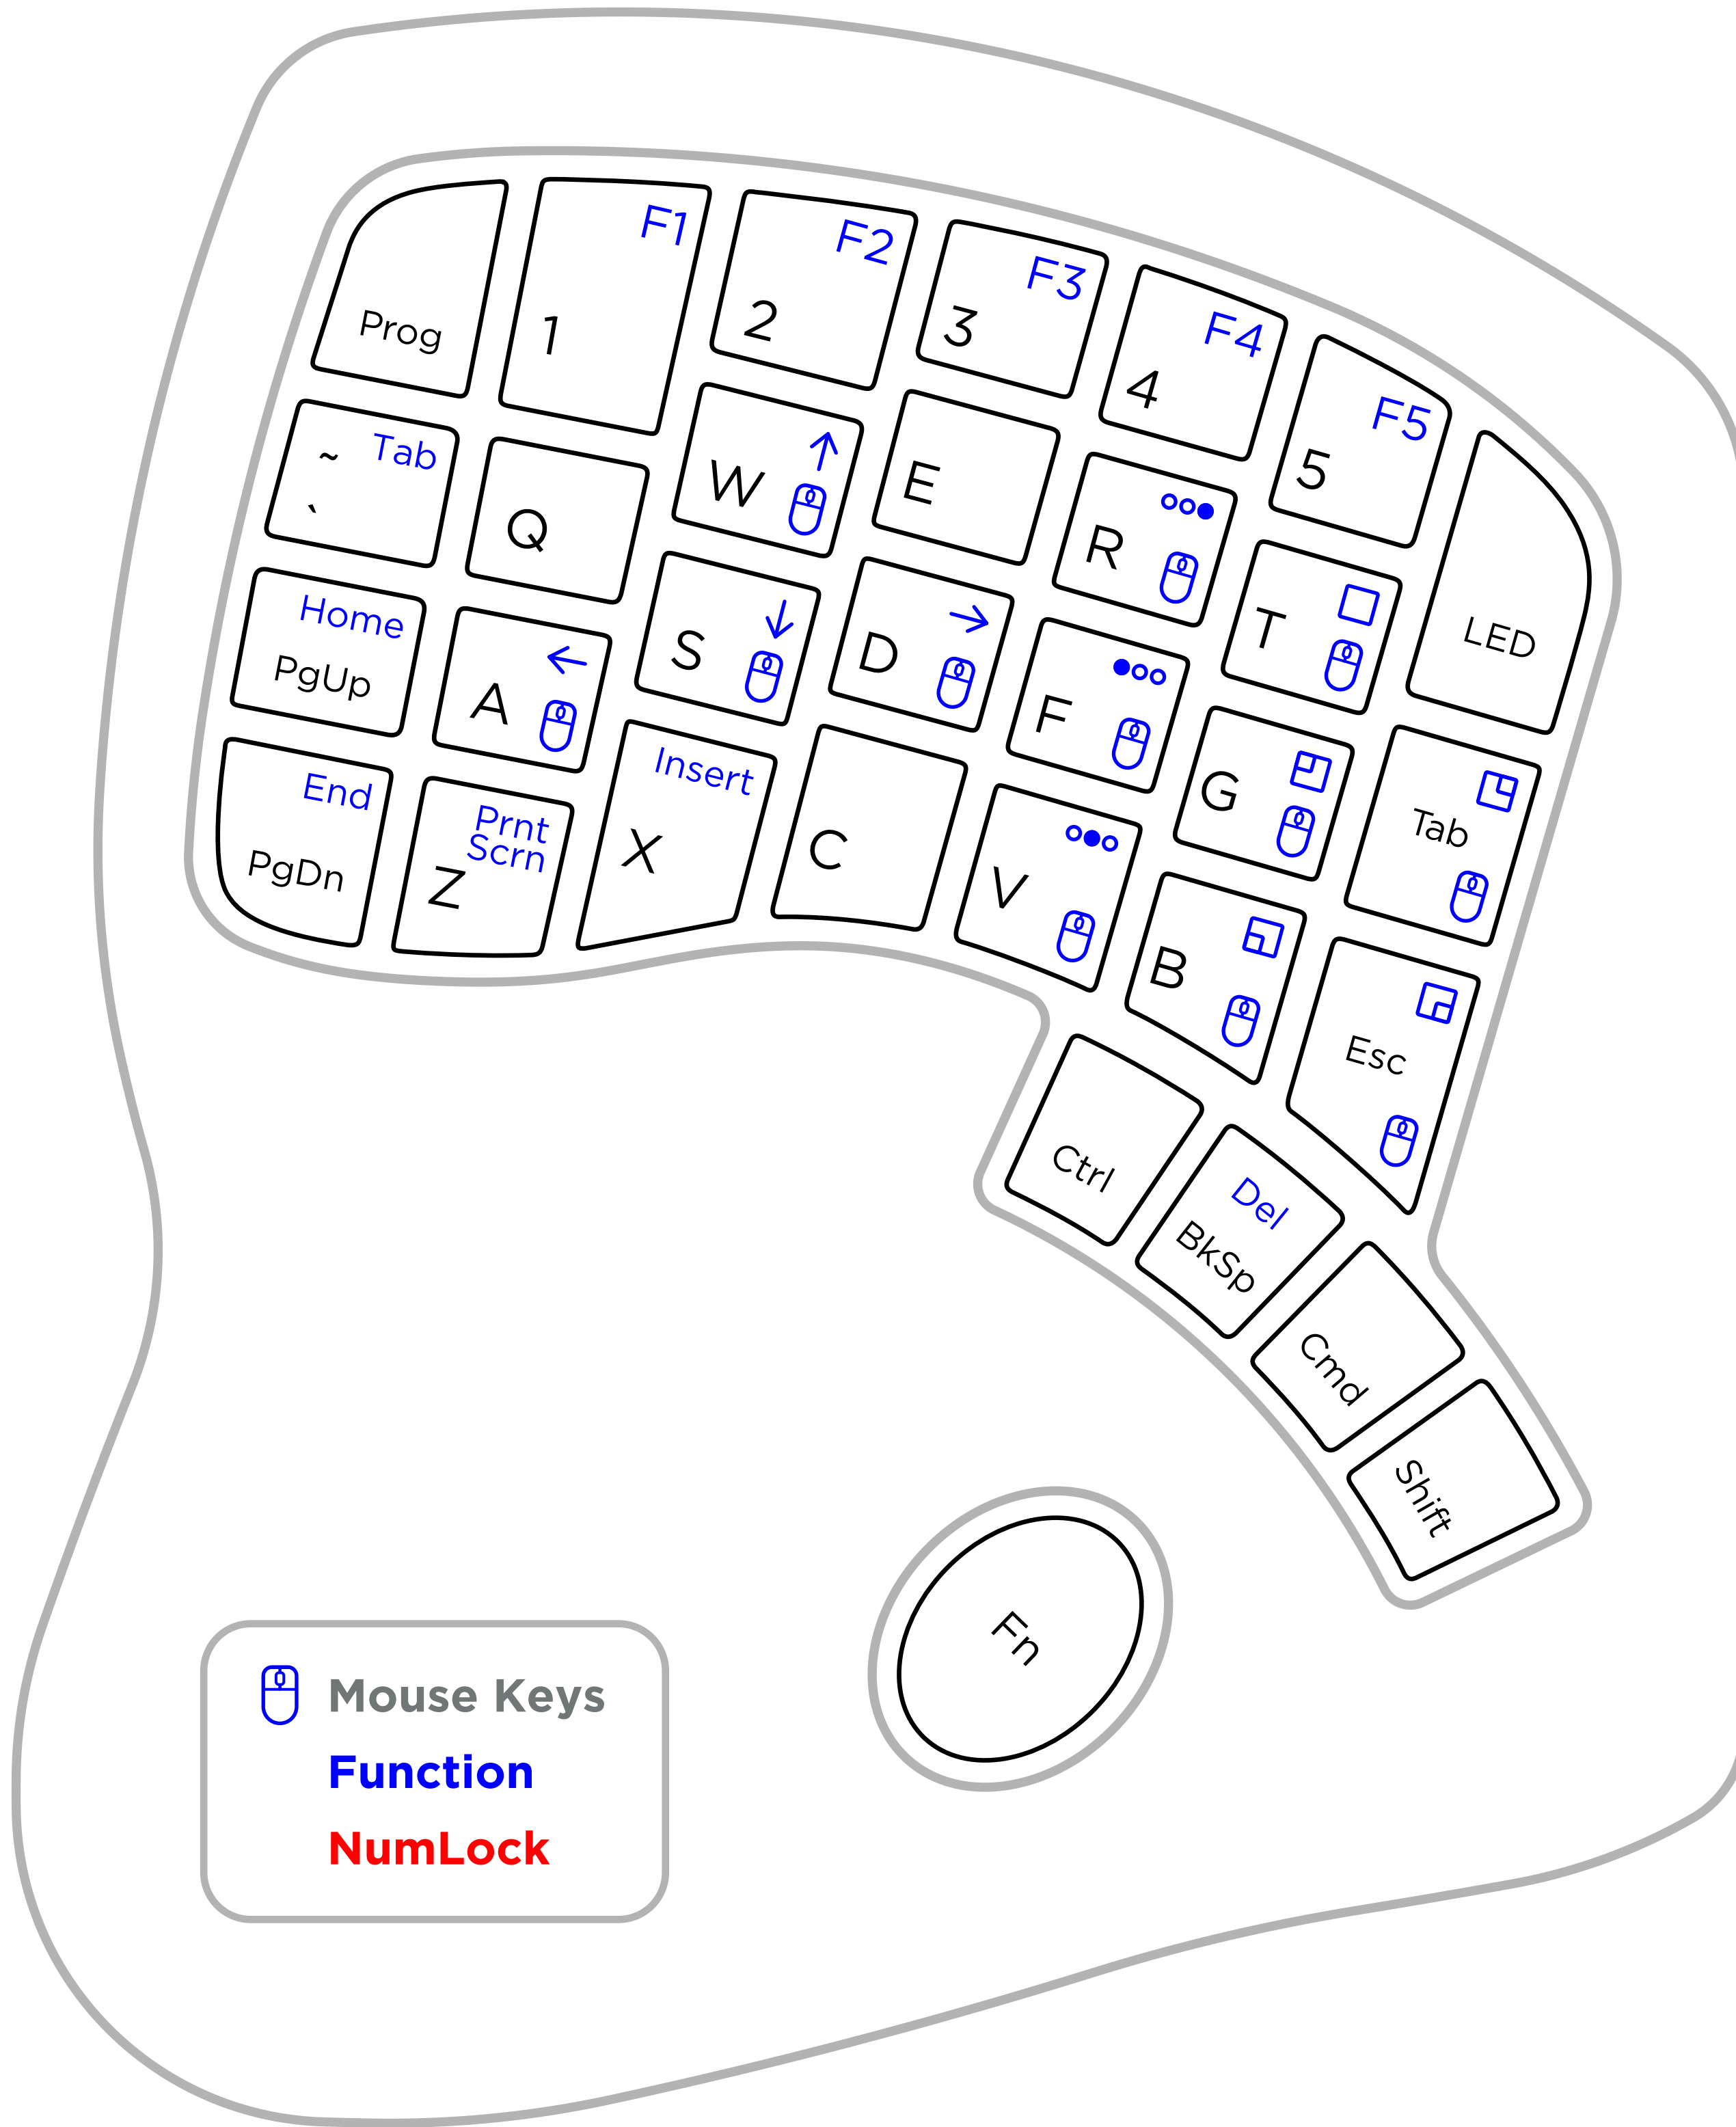 Prog
F1
1
F2
2
F3
3
F4
4
F5
5
LED
~ Tab
`
Q
W
E
R
T
Home
PgUp
A
S
D
F
G
Tab
End
PgDn
Prnt
Scrn
Z
Insert
X
C
V
B
Esc
Ctrl
Del
BkSp
Cmd
Shift
Fn
Mouse Keys
Function
NumLock